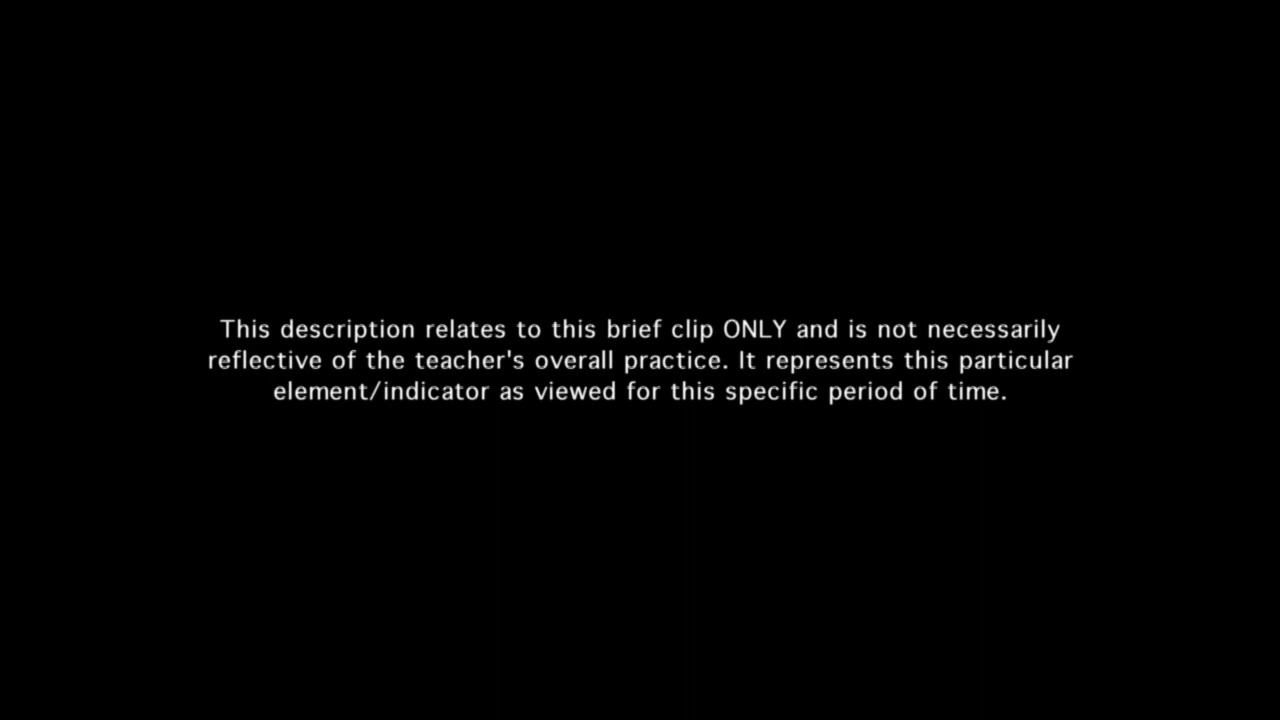 This description relates to this brief clip ONLY and is not necessarily
reflective of the teacher's overall practice. It represents this particular
element/indicator as viewed for this specific period of time.